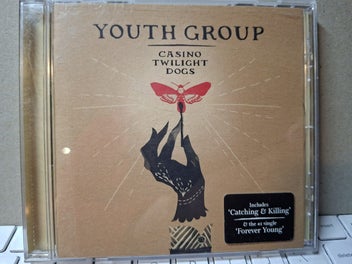 YOUTH GROUP
CASINO
TWILIGHT
DOGS
Includes
'Catching & Killing'
& the #1 single
'Forever Young'